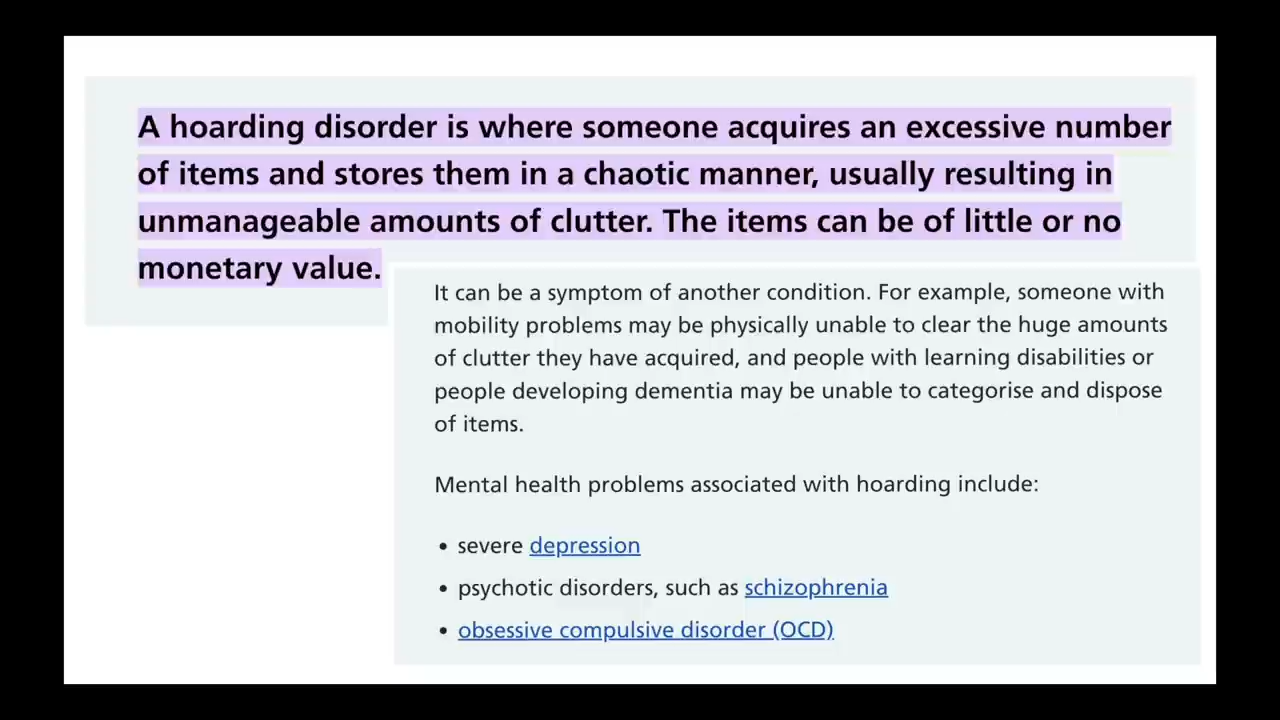 A hoarding disorder is where someone acquires an excessive number
of items and stores them in a chaotic manner, usually resulting in
unmanageable amounts of clutter. The items can be of little or no
monetary value.
It can be a symptom of another condition. For example, someone with
mobility problems may be physically unable to clear the huge amounts
of clutter they have acquired, and people with learning disabilities or
people developing dementia may be unable to categorise and dispose
of items.
Mental health problems associated with hoarding include:
• severe depression
• psychotic disorders, such as schizophrenia
• obsessive compulsive disorder (OCD)